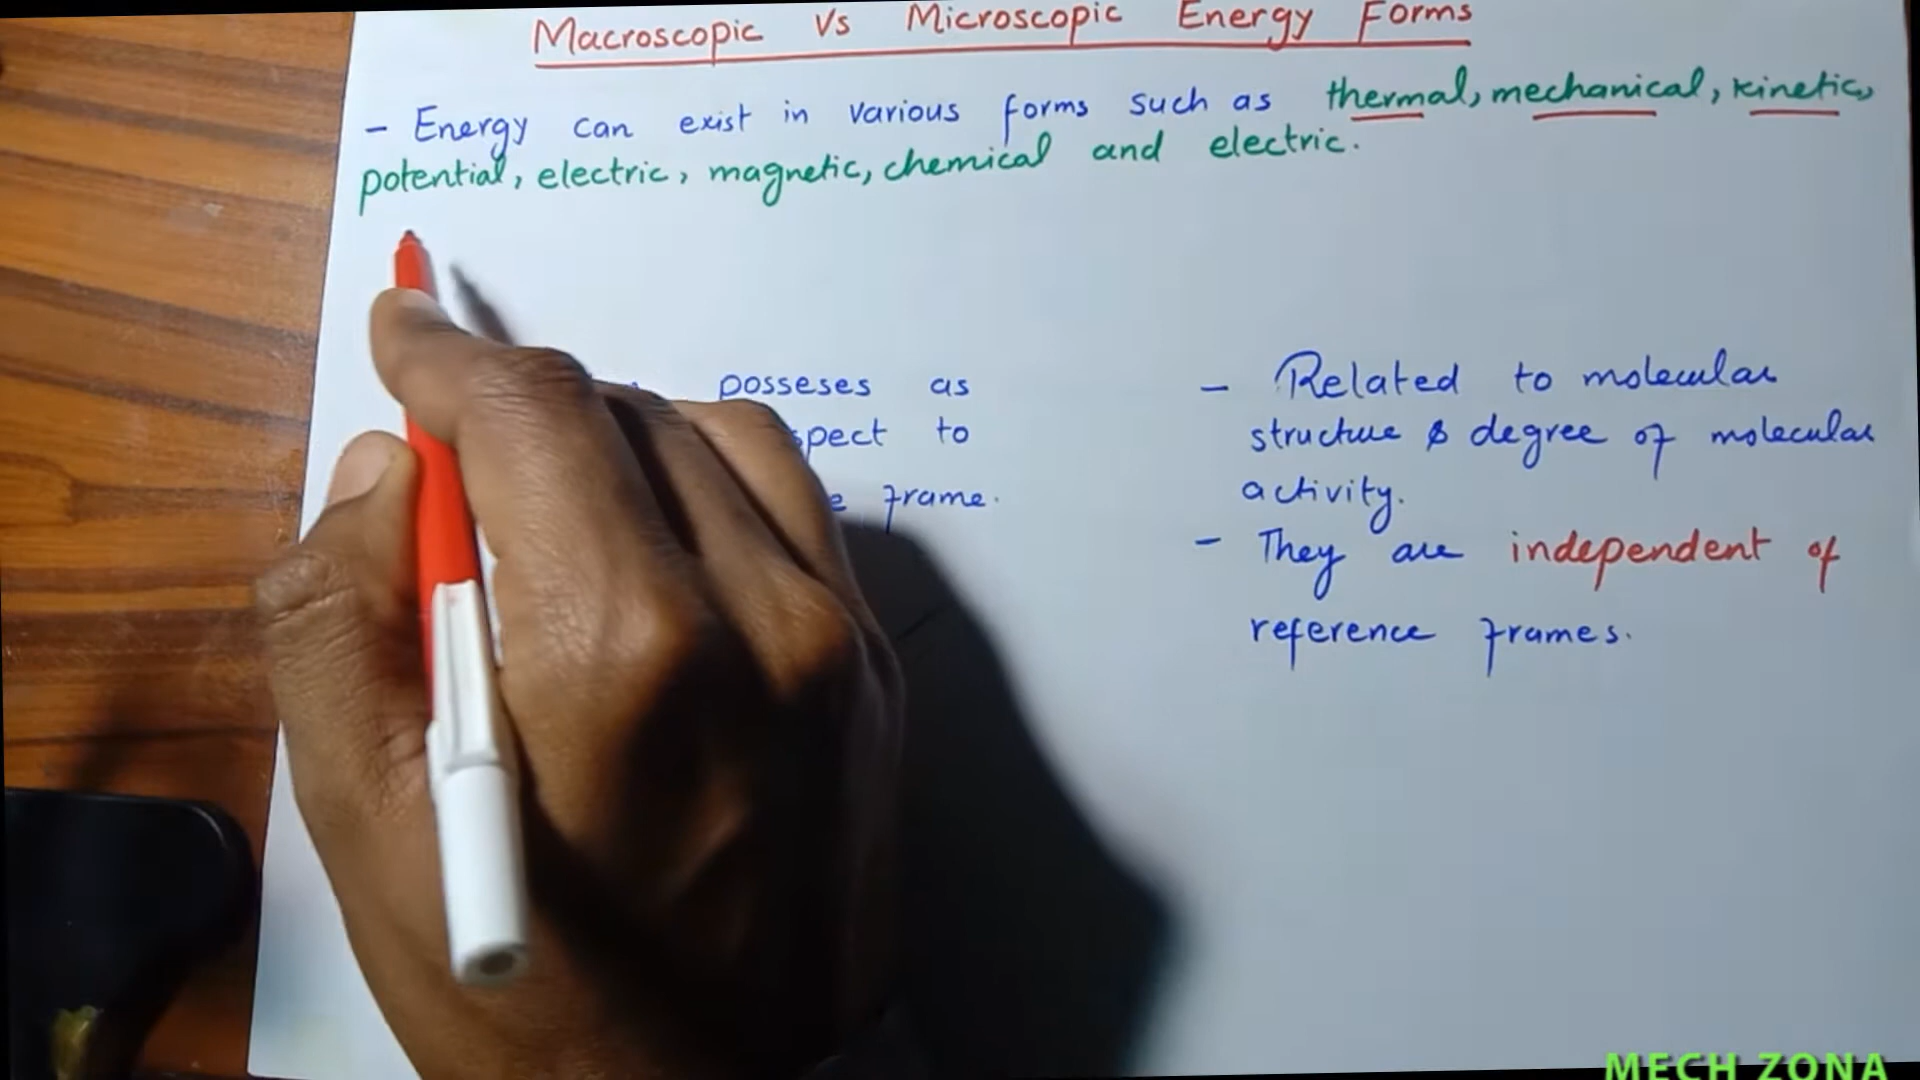 Macroscopic Vs Microscopic Energy Forms
- Energy can exist in various forms such as thermal, mechanical, kinetic,
potential, electric, magnetic, chemical and electric.
posseses as
spect to
e frame.
- Related to molecular
structure & degree of molecular
activity.
- They are independent of
reference frames.
MECH ZONA